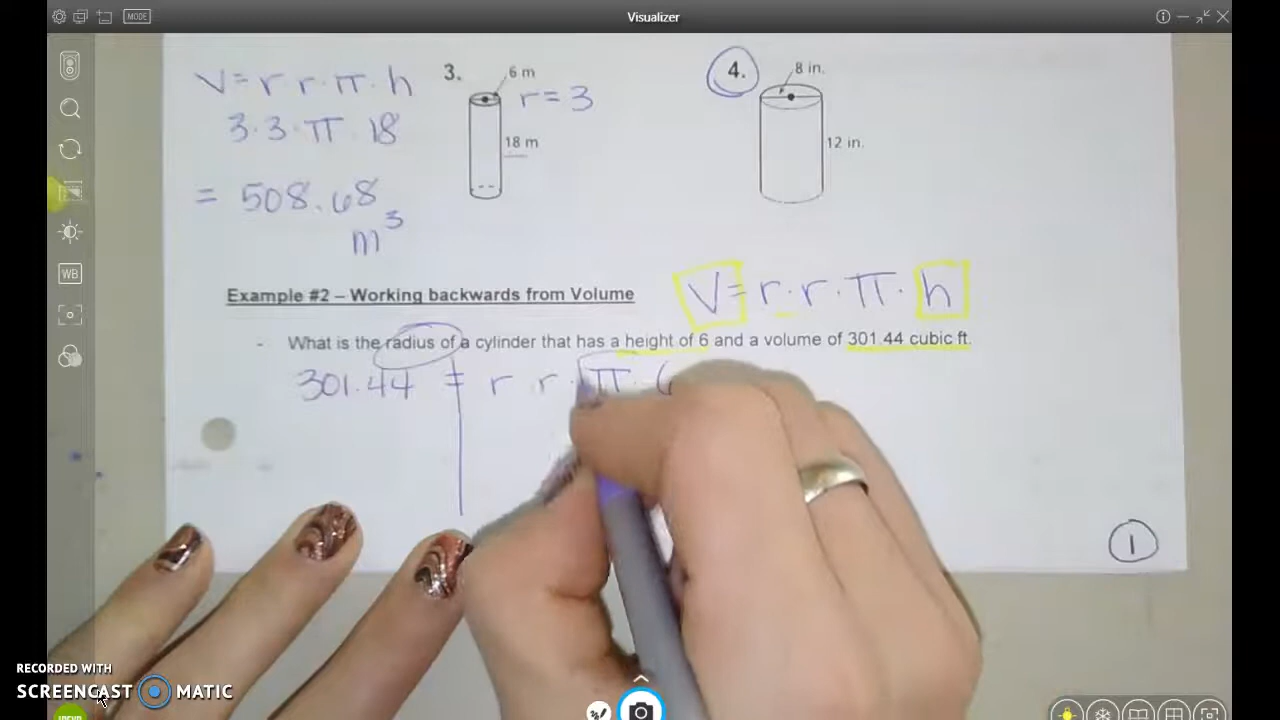 MODE
Visualizer
V = r · r · π · h
3 · 3 · π · 18
= 508.68
m³
3.
6 m
r = 3
18 m
4.
8 in.
12 in.
WB
V = r · r · π · h
Example #2 – Working backwards from Volume
- What is the radius of a cylinder that has a height of 6 and a volume of 301.44 cubic ft.
301.44 = r · r · π · 6
1
RECORDED WITH
SCREENCAST MATIC